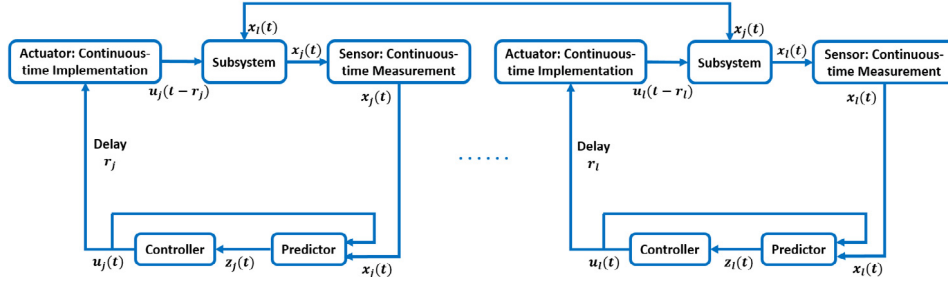 x_l(t)
x_j(t)
Actuator: Continuous-
time Implementation
Subsystem
x_j(t)
Sensor: Continuous-
time Measurement
Actuator: Continuous-
time Implementation
Subsystem
x_l(t)
Sensor: Continuous-
time Measurement
u_j(t − r_j)
x_j(t)
u_l(t − r_l)
x_l(t)
Delay
r_j
......
Delay
r_l
Controller
Predictor
Controller
Predictor
u_j(t)
z_j(t)
x_j(t)
u_l(t)
z_l(t)
x_l(t)